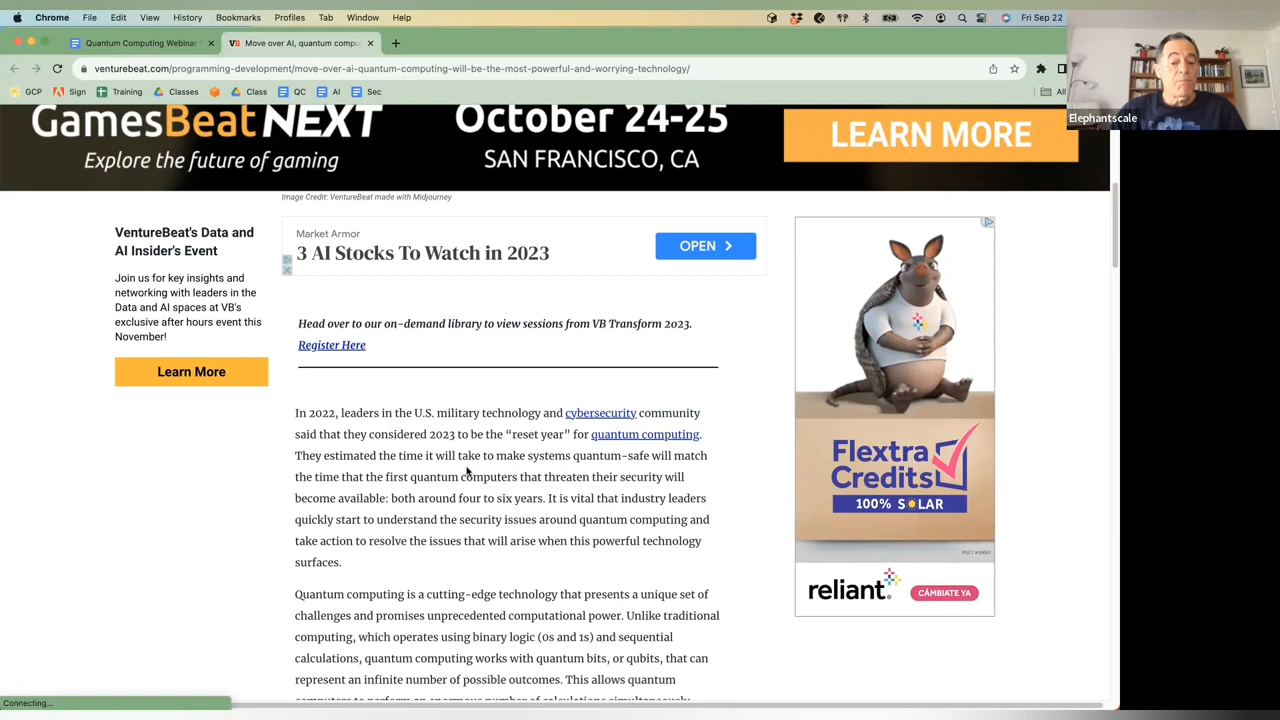 Chrome File Edit View History Bookmarks Profiles Tab Window Help Fri Sep 22
Quantum Computing Webinar
VB Move over AI, quantum compu
venturebeat.com/programming-development/move-over-ai-quantum-computing-will-be-the-most-powerful-and-worrying-technology/
GCP Sign Training Classes Class QC AI Sec All
Elephantscale
GamesBeat NEXT
Explore the future of gaming
October 24-25
SAN FRANCISCO, CA
LEARN MORE
Image Credit: VentureBeat made with Midjourney
VentureBeat's Data and
AI Insider's Event
Join us for key insights and
networking with leaders in the
Data and AI spaces at VB's
exclusive after hours event this
November!
Learn More
Market Armor
3 AI Stocks To Watch in 2023
OPEN
Head over to our on-demand library to view sessions from VB Transform 2023.
Register Here
In 2022, leaders in the U.S. military technology and cybersecurity community
said that they considered 2023 to be the “reset year” for quantum computing.
They estimated the time it will take to make systems quantum-safe will match
the time that the first quantum computers that threaten their security will
become available: both around four to six years. It is vital that industry leaders
quickly start to understand the security issues around quantum computing and
take action to resolve the issues that will arise when this powerful technology
surfaces.
Quantum computing is a cutting-edge technology that presents a unique set of
challenges and promises unprecedented computational power. Unlike traditional
computing, which operates using binary logic (0s and 1s) and sequential
calculations, quantum computing works with quantum bits, or qubits, that can
represent an infinite number of possible outcomes. This allows quantum
computers to perform an enormous number of calculations simultaneously
Flextra
Credits
100% SOLAR
reliant
CÁMBIATE YA
Connecting...